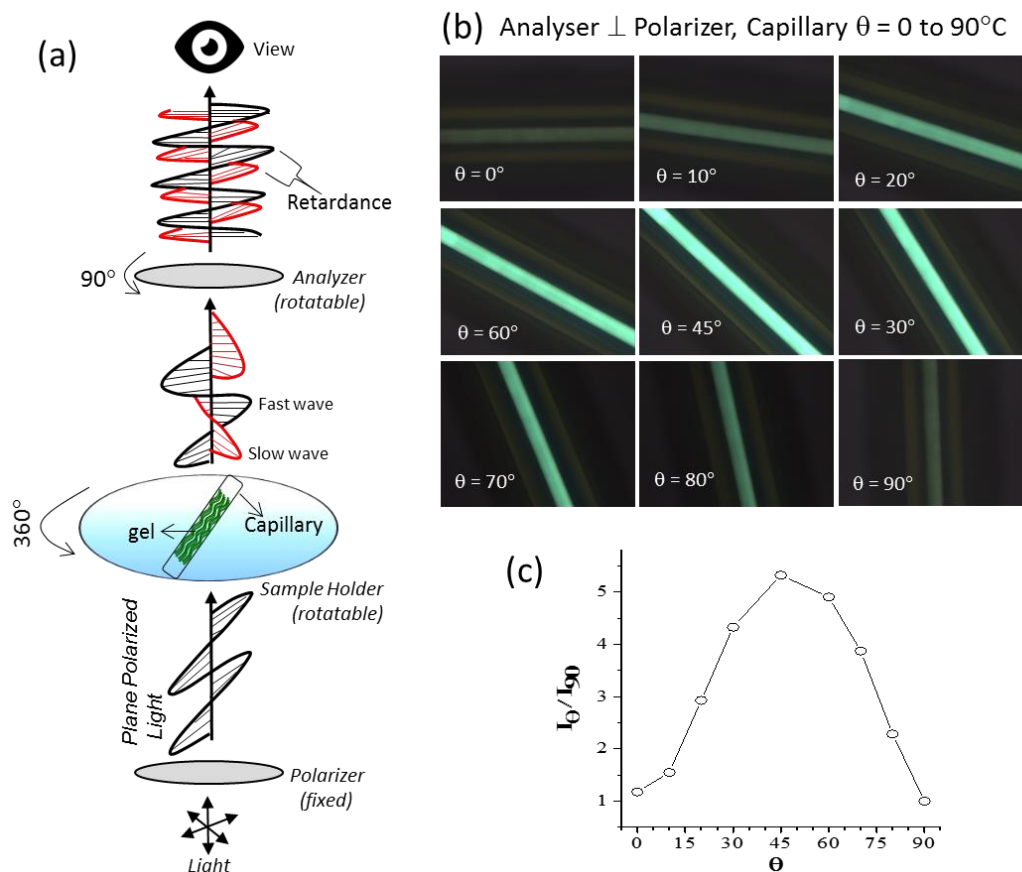 (a)
View
Retardance
90°
Analyzer
(rotatable)
Fast wave
Slow wave
360°
gel
Capillary
Sample Holder
(rotatable)
Plane Polarized
Light
Polarizer
(fixed)
Light
(b) Analyser ⊥ Polarizer, Capillary θ = 0 to 90°C
θ = 0°
θ = 10°
θ = 20°
θ = 60°
θ = 45°
θ = 30°
θ = 70°
θ = 80°
θ = 90°
(c)
I_θ/I_90
5
4
3
2
1
0 15 30 45 60 75 90
Θ